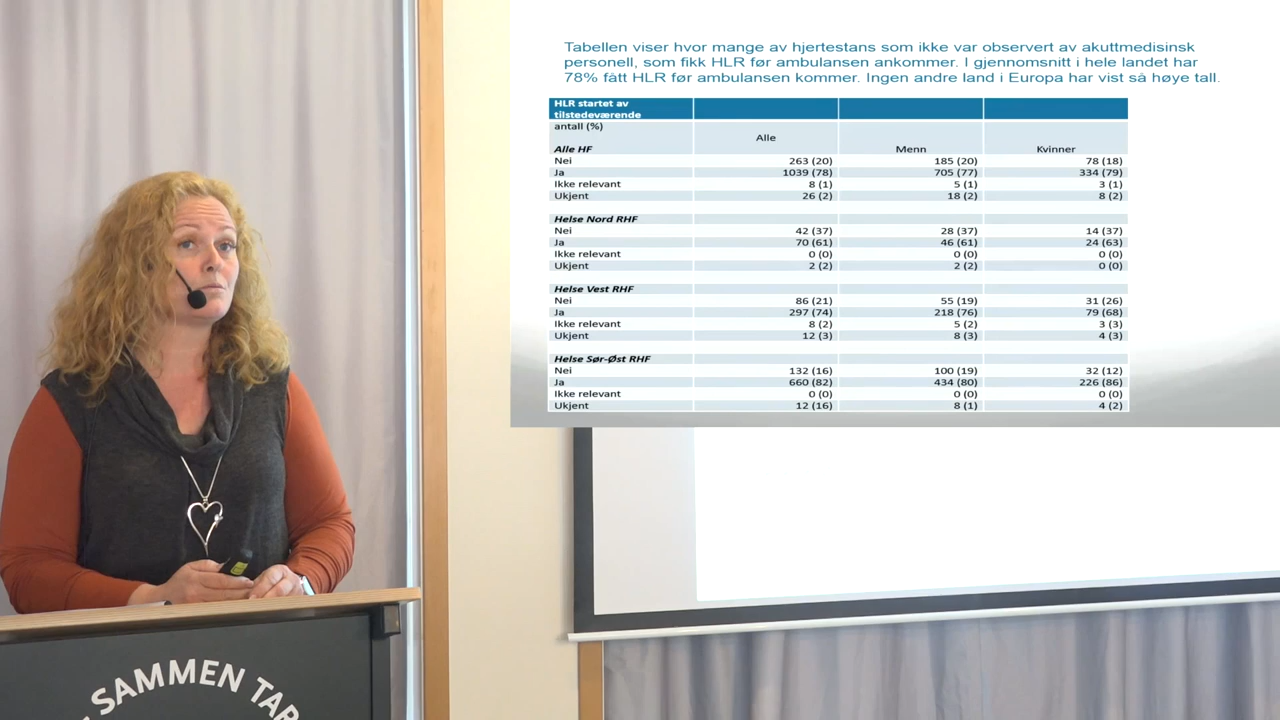 Tabellen viser hvor mange av hjertestans som ikke var observert av akuttmedisinsk
personell, som fikk HLR før ambulansen ankommer. I gjennomsnitt i hele landet har
78% fått HLR før ambulansen kommer. Ingen andre land i Europa har vist så høye tall.
HLR startet av
tilstedeværende
antall (%)
Alle
Alle HF Menn Kvinner
Nei 263 (20) 185 (20) 78 (18)
Ja 1039 (78) 705 (77) 334 (79)
Ikke relevant 8 (1) 5 (1) 3 (1)
Ukjent 26 (2) 18 (2) 8 (2)
Helse Nord RHF
Nei 42 (37) 28 (37) 14 (37)
Ja 70 (61) 46 (61) 24 (63)
Ikke relevant 0 (0) 0 (0) 0 (0)
Ukjent 2 (2) 2 (2) 0 (0)
Helse Vest RHF
Nei 86 (21) 55 (19) 31 (26)
Ja 297 (74) 218 (76) 79 (68)
Ikke relevant 8 (2) 5 (2) 3 (3)
Ukjent 12 (3) 8 (3) 4 (3)
Helse Sør-Øst RHF
Nei 132 (16) 100 (19) 32 (12)
Ja 660 (82) 434 (80) 226 (86)
Ikke relevant 0 (0) 0 (0) 0 (0)
Ukjent 12 (16) 8 (1) 4 (2)
SAMMEN TAR